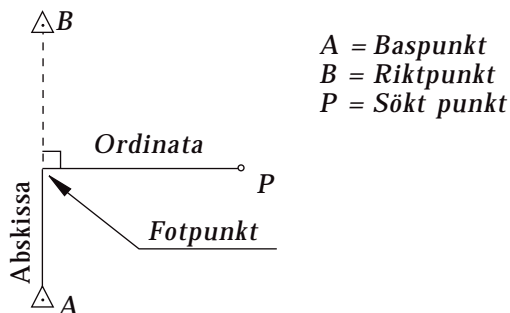 B
A = Baspunkt
B = Riktpunkt
P = Sökt punkt
Ordinata
P
Abskissa
Fotpunkt
A